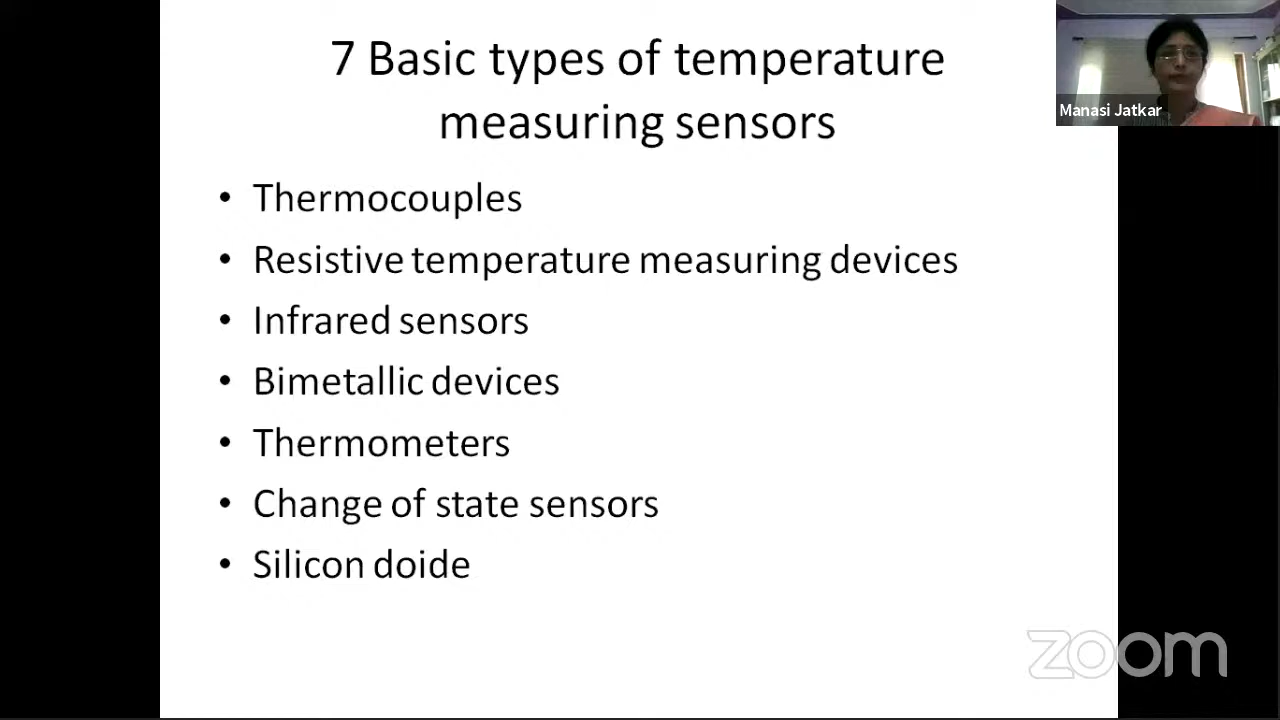 7 Basic types of temperature
measuring sensors
Manasi Jatkar
• Thermocouples
• Resistive temperature measuring devices
• Infrared sensors
• Bimetallic devices
• Thermometers
• Change of state sensors
• Silicon doide
zoom